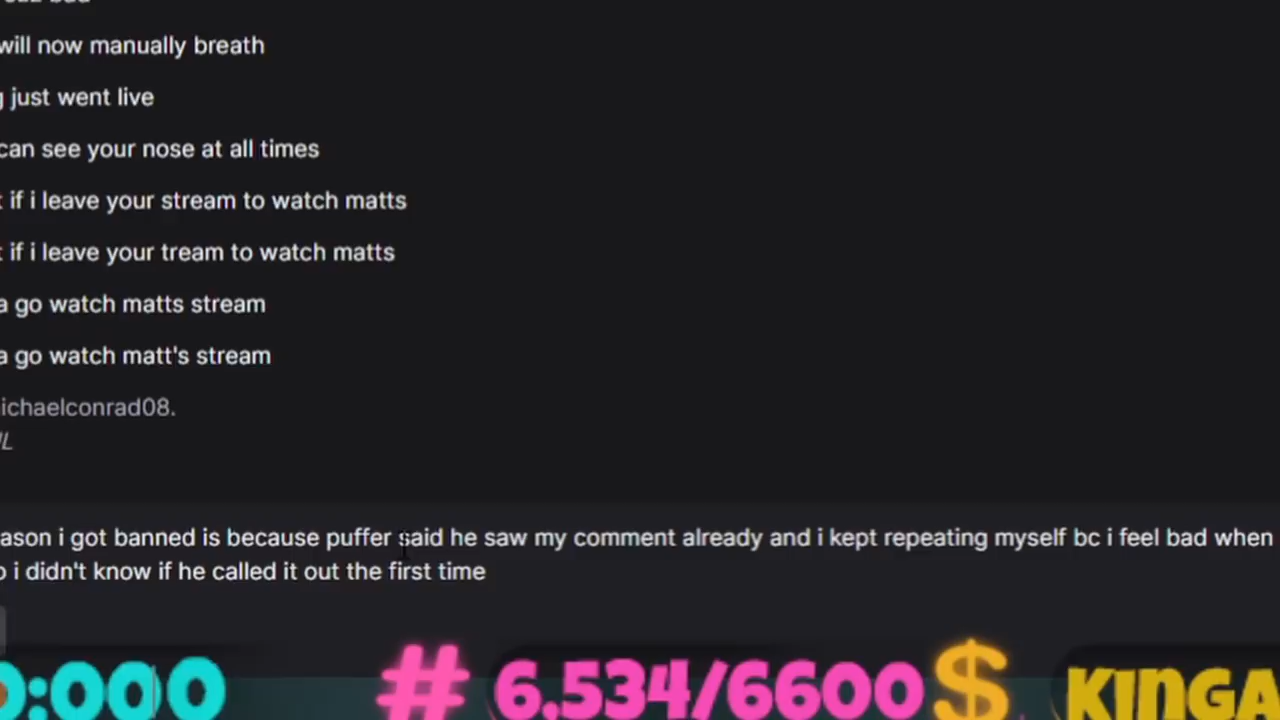 will now manually breath
just went live
can see your nose at all times
if i leave your stream to watch matts
if i leave your tream to watch matts
a go watch matts stream
a go watch matt's stream
ichaelconrad08.
L
ason i got banned is because puffer said he saw my comment already and i kept repeating myself bc i feel bad when
o i didn't know if he called it out the first time
0:000 # 6,534/6600 $ KINGA